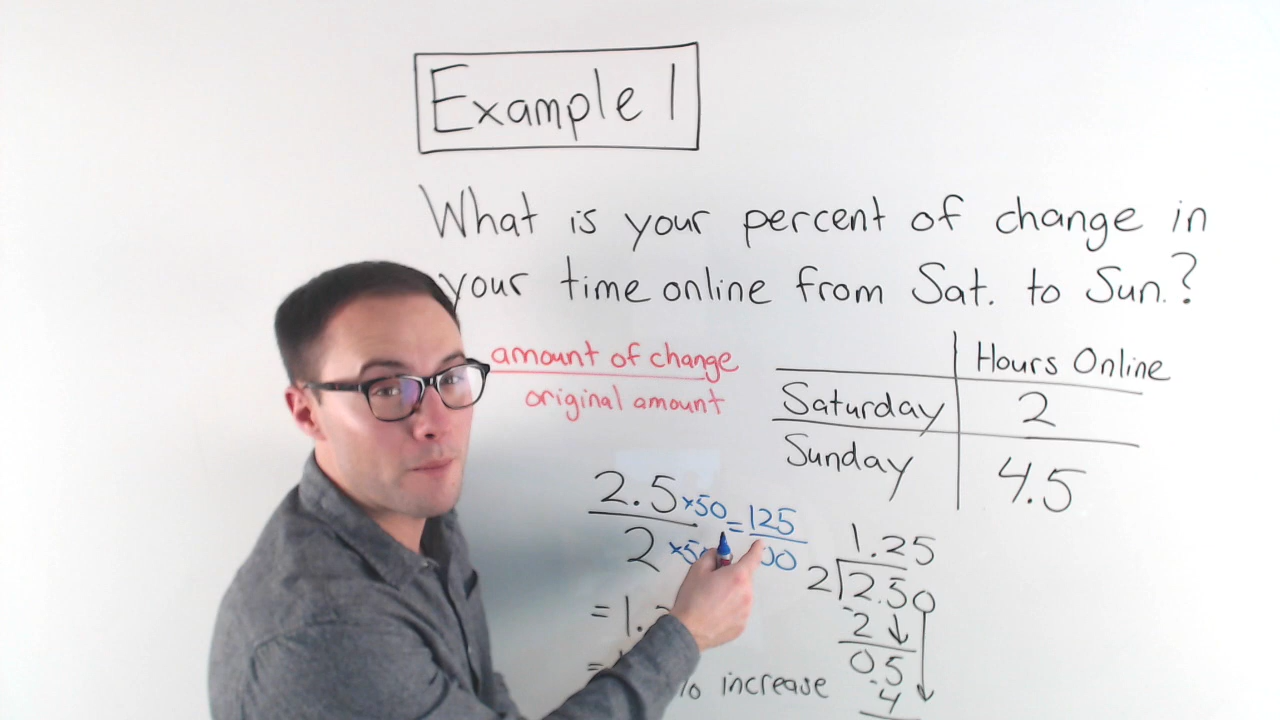 Example 1
What is your percent of change in
your time online from Sat. to Sun.?
amount of change
original amount
Hours Online
Saturday 2
Sunday 4.5
2.5 ×50 = 125
2
= 1.
=
% increase
1.25
2 2.50
-2
0.5
-4